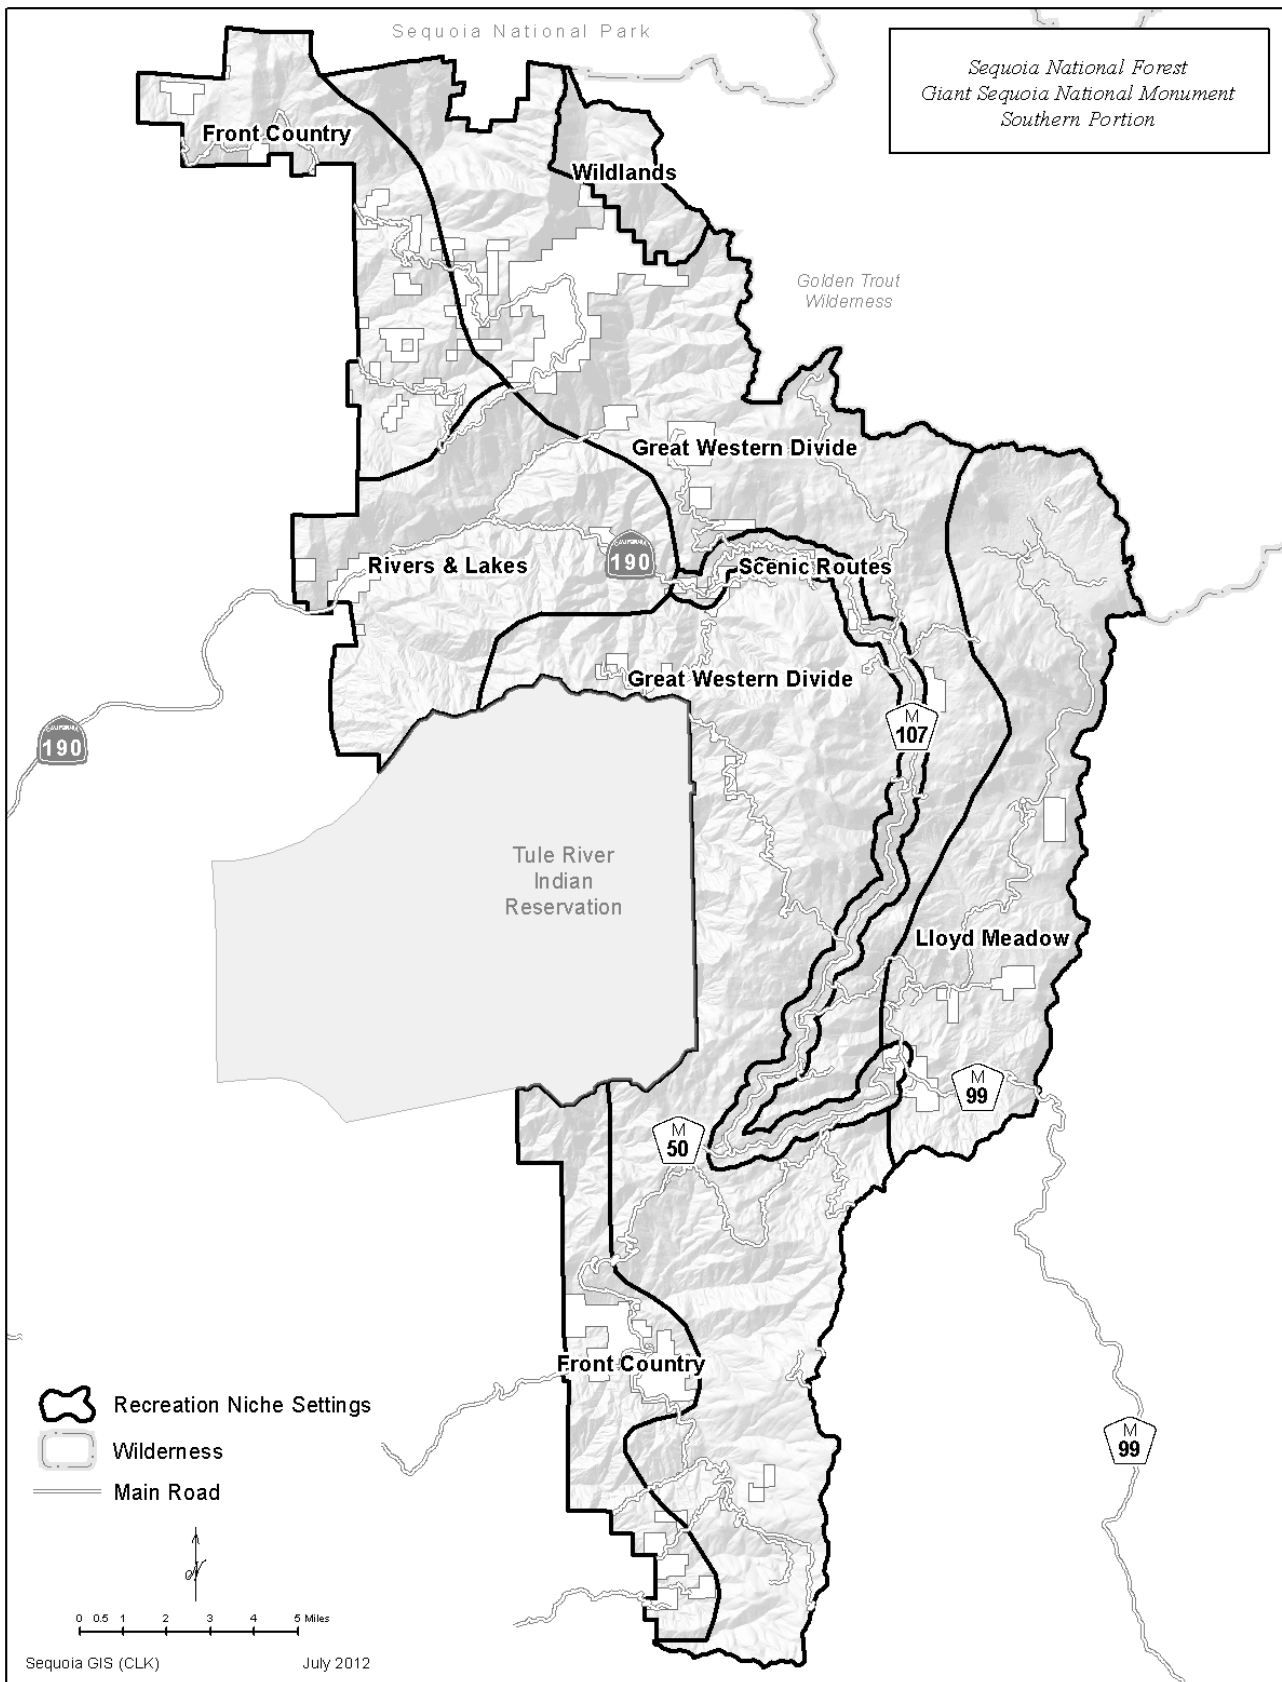 Sequoia National Park
Sequoia National Forest
Giant Sequoia National Monument
Southern Portion
Front Country
Wildlands
Golden Trout
Wilderness
Great Western Divide
CALIFORNIA
190
Rivers & Lakes
Scenic Routes
Great Western Divide
M
107
CALIFORNIA
190
Tule River
Indian
Reservation
Lloyd Meadow
M
99
M
50
Front Country
Recreation Niche Settings
Wilderness
Main Road
M
99
N
0 0.5 1 2 3 4 5 Miles
Sequoia GIS (CLK) July 2012